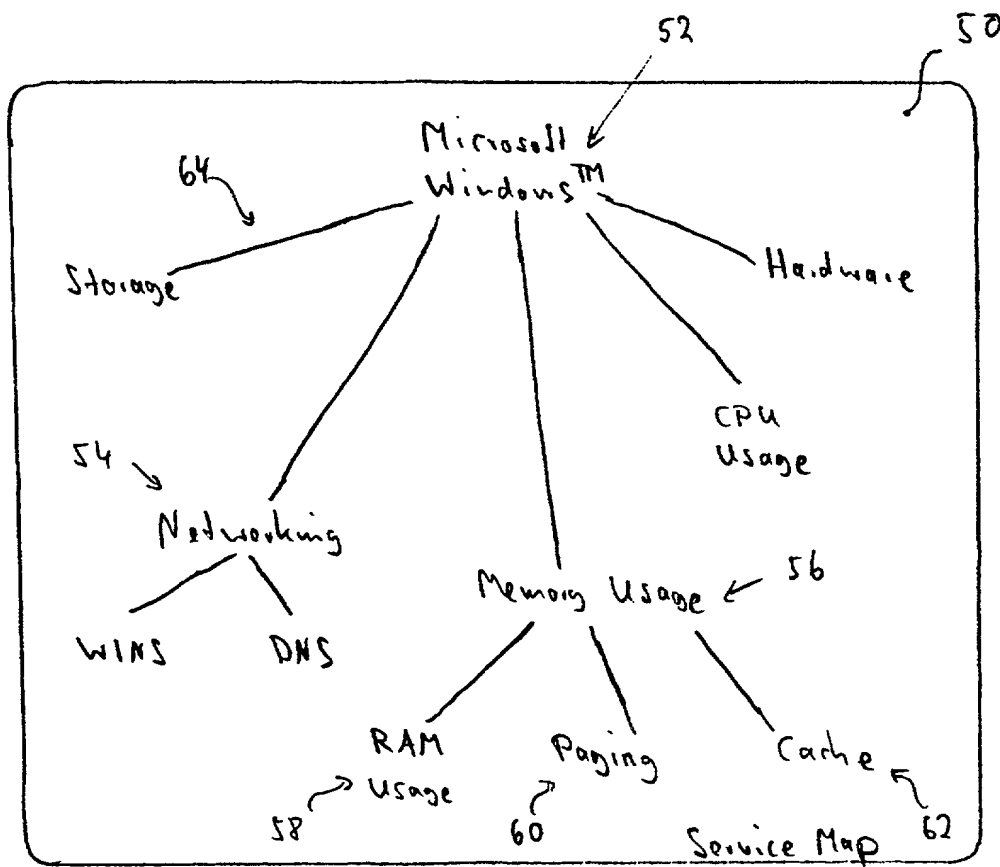 52
50
Microsoft
Windows™
64
Storage
Hardware
CPU
Usage
54
Networking
56
Memory Usage
WINS
DNS
RAM
Usage
Paging
Cache
58
60
62
Service Map